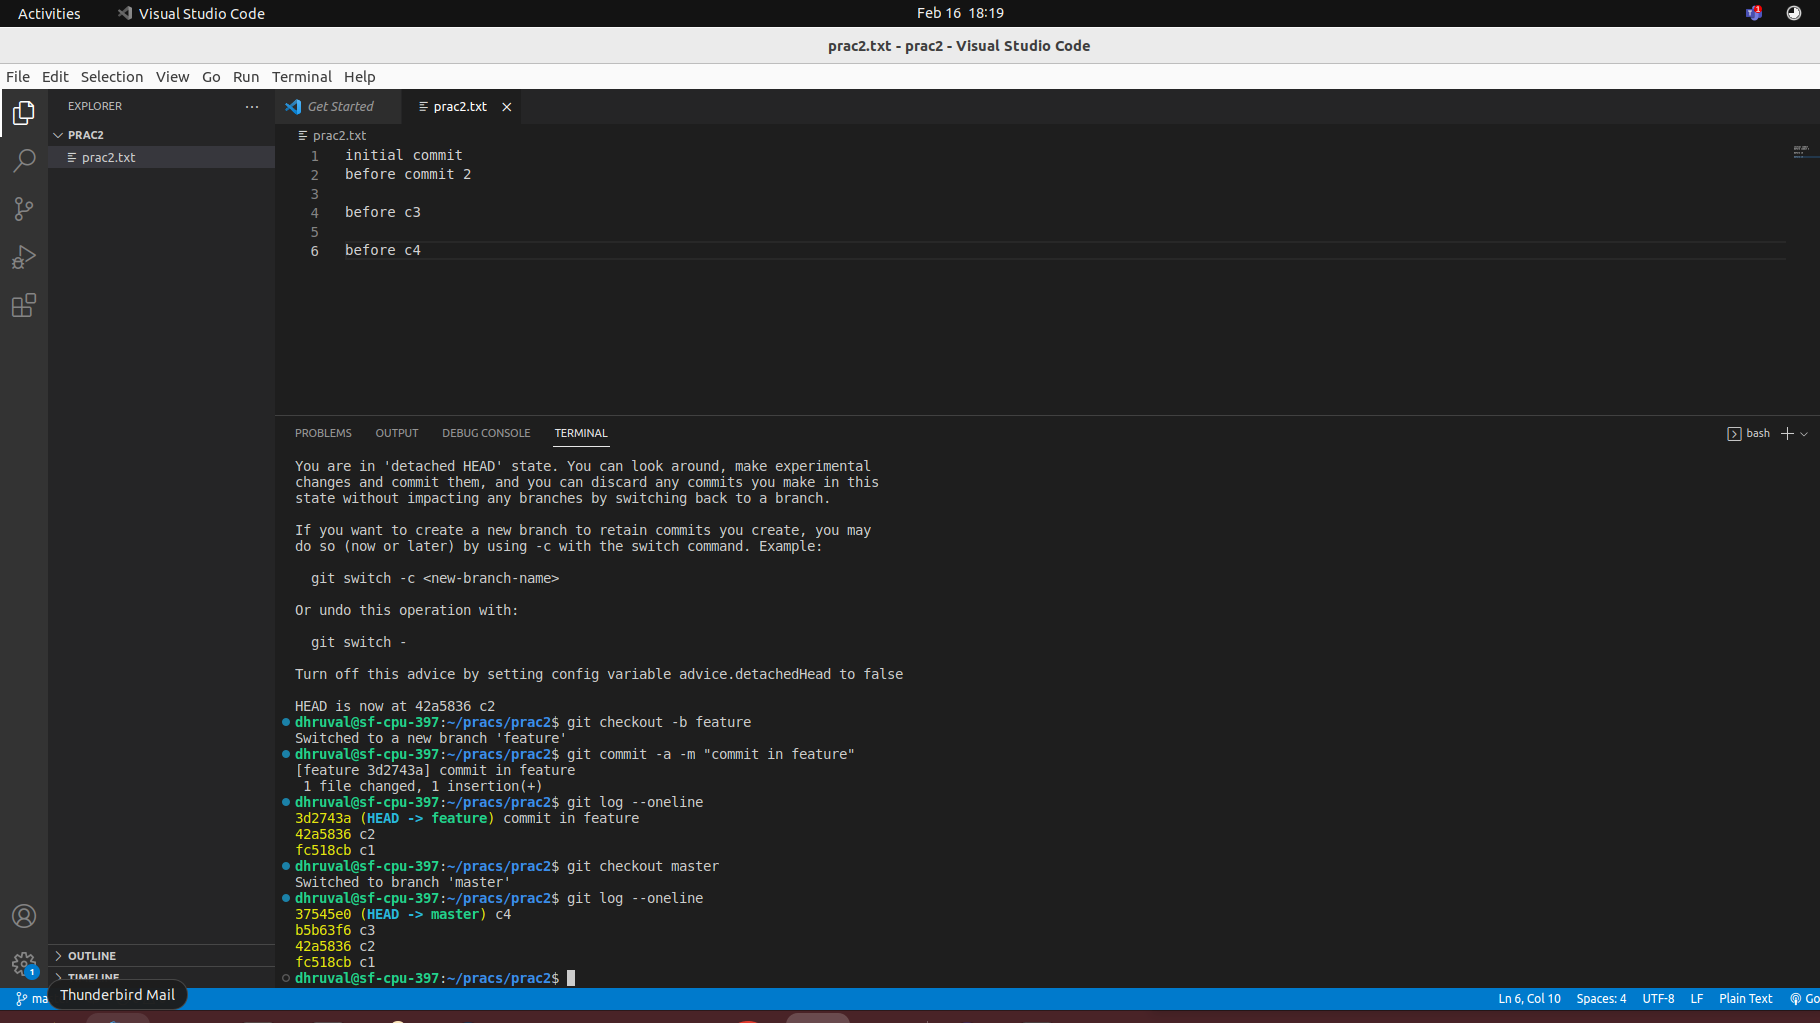 Activities Visual Studio Code Feb 16 18:19 1
prac2.txt - prac2 - Visual Studio Code
File Edit Selection View Go Run Terminal Help
EXPLORER ... Get Started prac2.txt
PRAC2
prac2.txt
prac2.txt
1 initial commit
2 before commit 2
3
4 before c3
5
6 before c4
PROBLEMS OUTPUT DEBUG CONSOLE TERMINAL bash
You are in 'detached HEAD' state. You can look around, make experimental
changes and commit them, and you can discard any commits you make in this
state without impacting any branches by switching back to a branch.
If you want to create a new branch to retain commits you create, you may
do so (now or later) by using -c with the switch command. Example:
git switch -c <new-branch-name>
Or undo this operation with:
git switch -
Turn off this advice by setting config variable advice.detachedHead to false
HEAD is now at 42a5836 c2
dhruval@sf-cpu-397:~/pracs/prac2$ git checkout -b feature
Switched to a new branch 'feature'
dhruval@sf-cpu-397:~/pracs/prac2$ git commit -a -m "commit in feature"
[feature 3d2743a] commit in feature
1 file changed, 1 insertion(+)
dhruval@sf-cpu-397:~/pracs/prac2$ git log --oneline
3d2743a (HEAD -> feature) commit in feature
42a5836 c2
fc518cb c1
dhruval@sf-cpu-397:~/pracs/prac2$ git checkout master
Switched to branch 'master'
dhruval@sf-cpu-397:~/pracs/prac2$ git log --oneline
37545e0 (HEAD -> master) c4
b5b63f6 c3
42a5836 c2
fc518cb c1
dhruval@sf-cpu-397:~/pracs/prac2$
OUTLINE
TIMELINE
1
Thunderbird Mail
ma Ln 6, Col 10 Spaces: 4 UTF-8 LF Plain Text Go